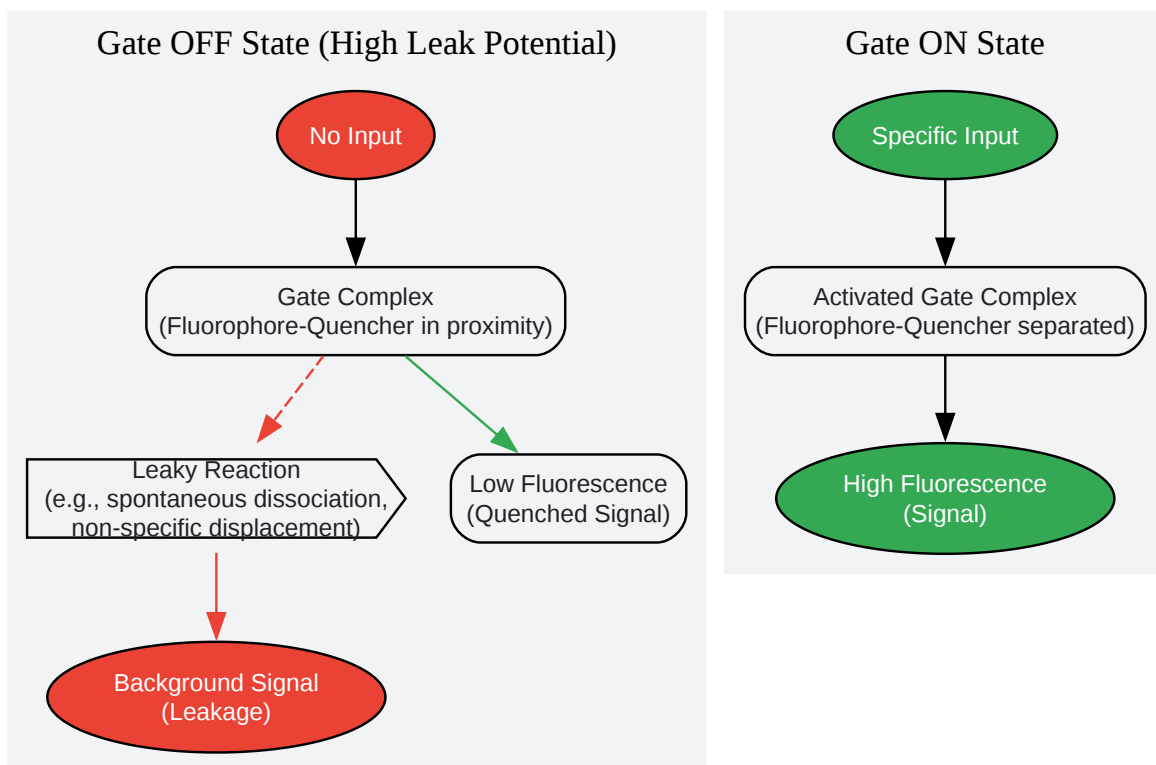 Gate OFF State (High Leak Potential)
No Input
Gate Complex
(Fluorophore-Quencher in proximity)
Leaky Reaction
(e.g., spontaneous dissociation,
non-specific displacement)
Low Fluorescence
(Quenched Signal)
Background Signal
(Leakage)
Gate ON State
Specific Input
Activated Gate Complex
(Fluorophore-Quencher separated)
High Fluorescence
(Signal)